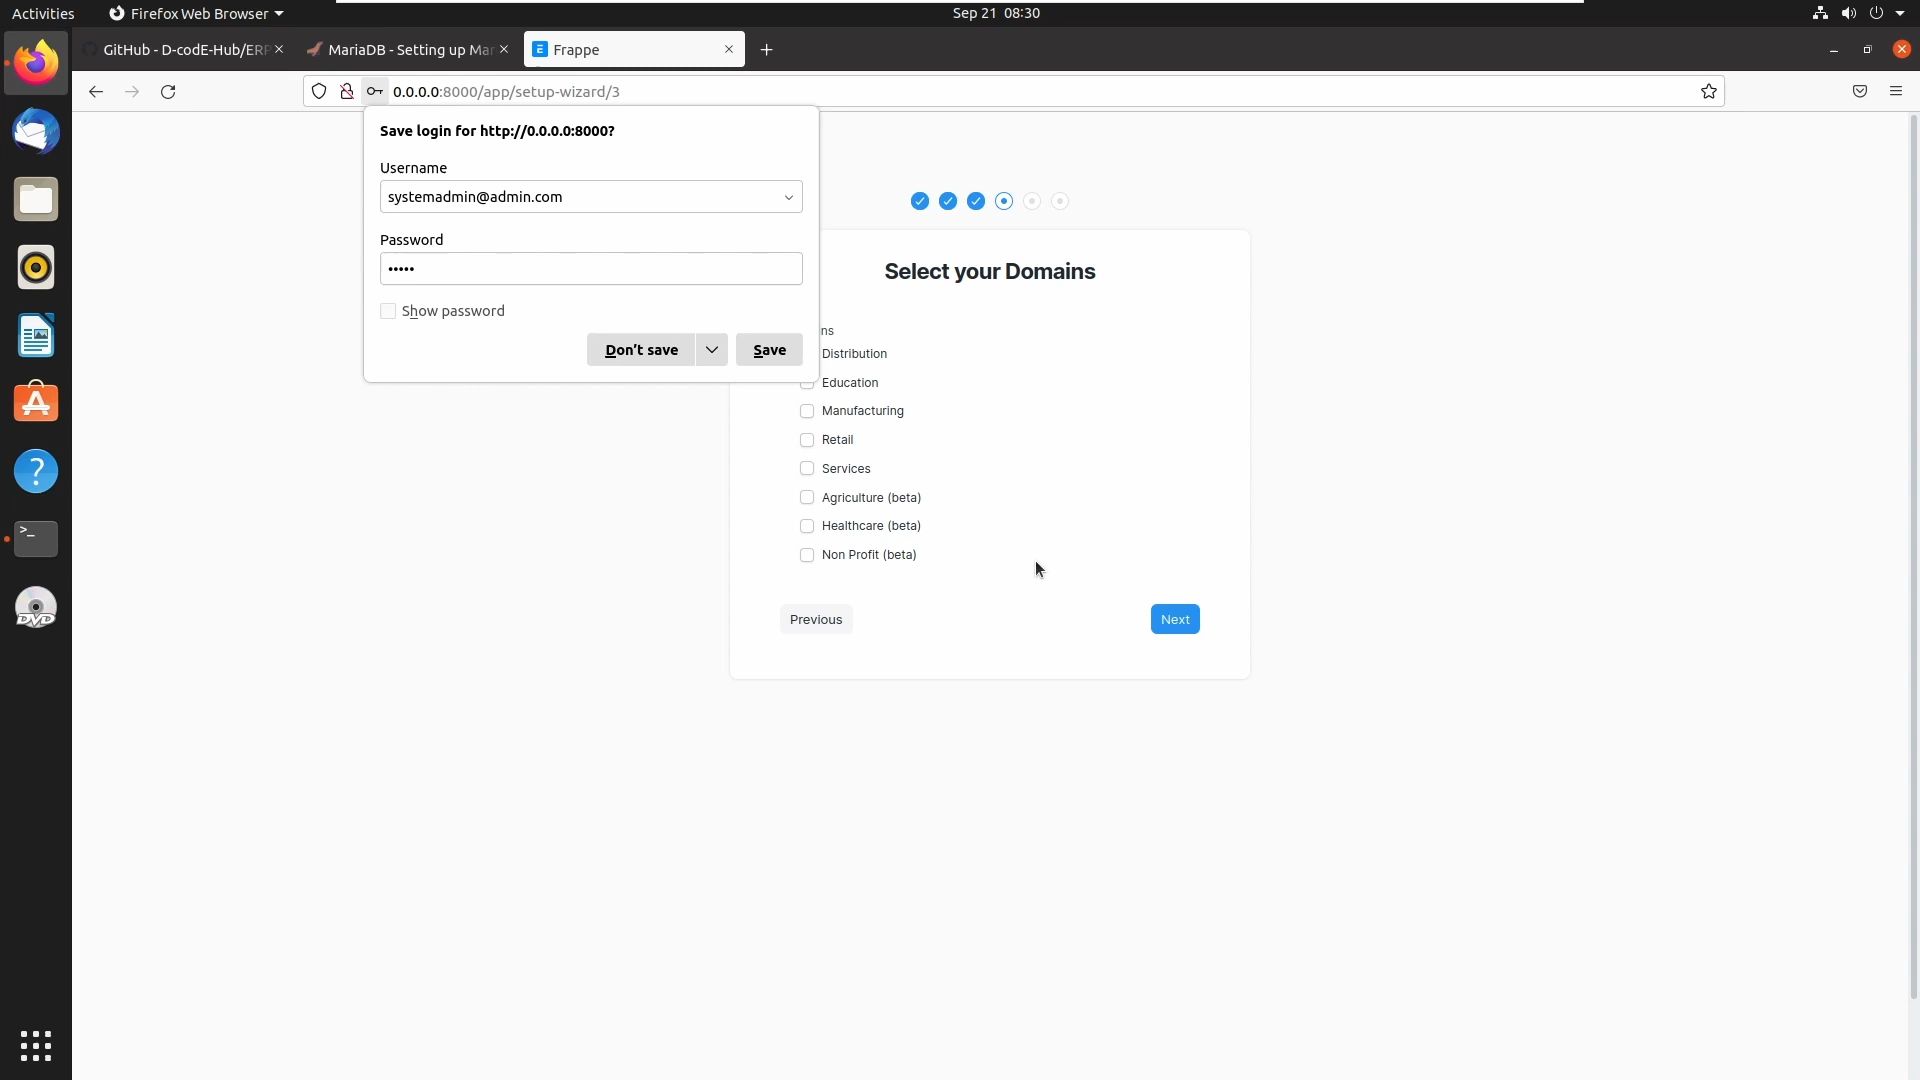 Activities
Firefox Web Browser
Sep 21 08:30
GitHub - D-codE-Hub/ERP
MariaDB - Setting up Mar
Frappe
0.0.0.0:8000/app/setup-wizard/3
Save login for http://0.0.0.0:8000?
Username
systemadmin@admin.com
Password
•••••
Show password
Don't save
Save
Select your Domains
ns
Distribution
Education
Manufacturing
Retail
Services
Agriculture (beta)
Healthcare (beta)
Non Profit (beta)
Previous
Next
DVD